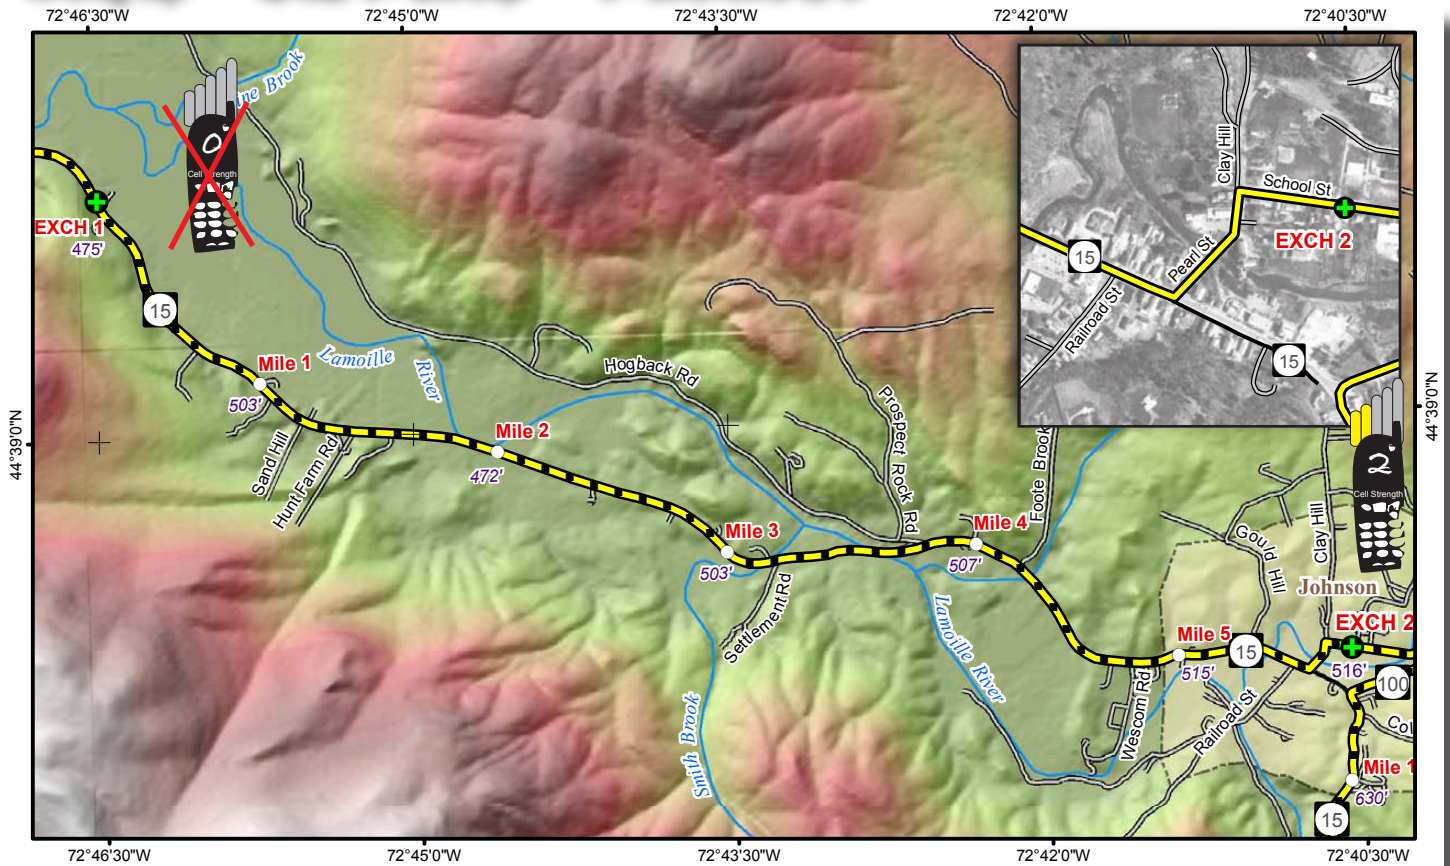 72°46'30"W
72°45'0"W
72°43'30"W
72°42'0"W
72°40'30"W
ne Brook
0
Cell Strength
EXCH 1
475'
15
Mile 1
503'
Lamoille
River
Sand Hill
Hunt Farm Rd
Mile 2
472'
Hogback Rd
Prospect Rock Rd
Mile 3
503'
Settlement Rd
Smith Brook
Mile 4
507'
Foote Brook
Lamoille River
Wescom Rd
Mile 5
515'
15
Railroad St
Gould Hill
Clay Hill
Johnson
EXCH 2
516'
100
Col
Mile 1
630'
15
2
Cell Strength
Clay Hill
School St
EXCH 2
Pearl St
15
Railroad St
15
44°39'0"N
44°39'0"N
72°46'30"W
72°45'0"W
72°43'30"W
72°42'0"W
72°40'30"W